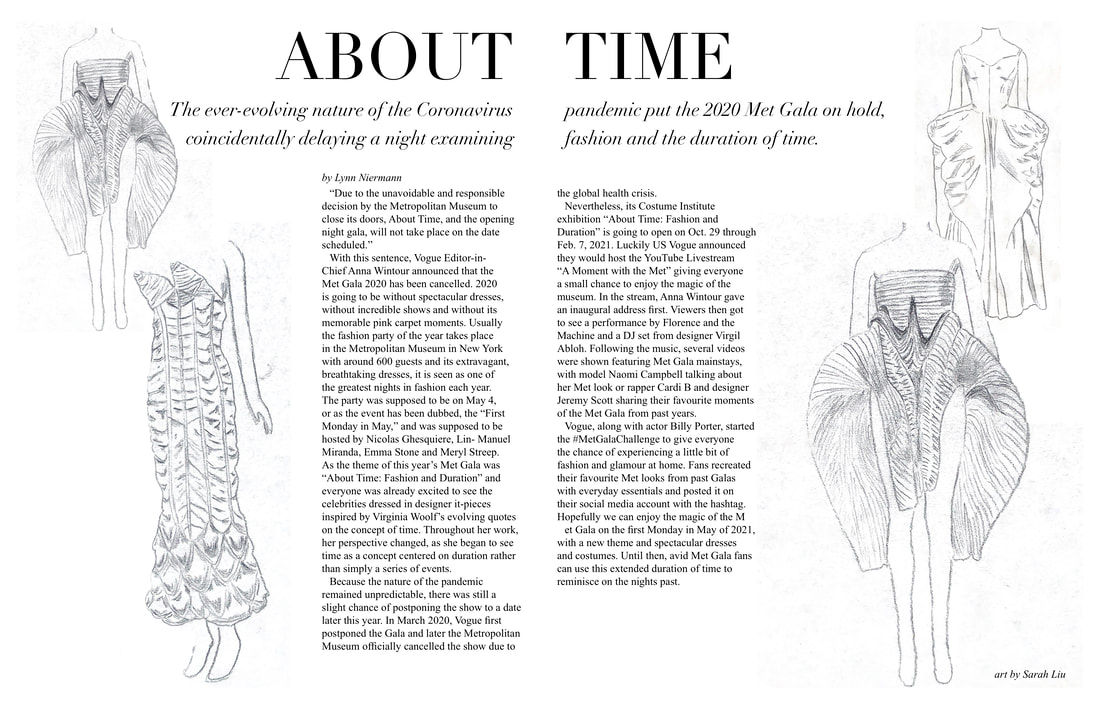 ABOUT TIME
The ever-evolving nature of the Coronavirus pandemic put the 2020 Met Gala on hold,
coincidentally delaying a night examining fashion and the duration of time.
by Lynn Niermann
“Due to the unavoidable and responsible
decision by the Metropolitan Museum to
close its doors, About Time, and the opening
night gala, will not take place on the date
scheduled.”
With this sentence, Vogue Editor-in-
Chief Anna Wintour announced that the
Met Gala 2020 has been cancelled. 2020
is going to be without spectacular dresses,
without incredible shows and without its
memorable pink carpet moments. Usually
the fashion party of the year takes place
in the Metropolitan Museum in New York
with around 600 guests and its extravagant,
breathtaking dresses, it is seen as one of
the greatest nights in fashion each year.
The party was supposed to be on May 4,
or as the event has been dubbed, the “First
Monday in May,” and was supposed to be
hosted by Nicolas Ghesquiere, Lin- Manuel
Miranda, Emma Stone and Meryl Streep.
As the theme of this year’s Met Gala was
“About Time: Fashion and Duration” and
everyone was already excited to see the
celebrities dressed in designer it-pieces
inspired by Virginia Woolf’s evolving quotes
on the concept of time. Throughout her work,
her perspective changed, as she began to see
time as a concept centered on duration rather
than simply a series of events.
Because the nature of the pandemic
remained unpredictable, there was still a
slight chance of postponing the show to a date
later this year. In March 2020, Vogue first
postponed the Gala and later the Metropolitan
Museum officially cancelled the show due to
the global health crisis.
Nevertheless, its Costume Institute
exhibition “About Time: Fashion and
Duration” is going to open on Oct. 29 through
Feb. 7, 2021. Luckily US Vogue announced
they would host the YouTube Livestream
“A Moment with the Met” giving everyone
a small chance to enjoy the magic of the
museum. In the stream, Anna Wintour gave
an inaugural address first. Viewers then got
to see a performance by Florence and the
Machine and a DJ set from designer Virgil
Abloh. Following the music, several videos
were shown featuring Met Gala mainstays,
with model Naomi Campbell talking about
her Met look or rapper Cardi B and designer
Jeremy Scott sharing their favourite moments
of the Met Gala from past years.
Vogue, along with actor Billy Porter, started
the #MetGalaChallenge to give everyone
the chance of experiencing a little bit of
fashion and glamour at home. Fans recreated
their favourite Met looks from past Galas
with everyday essentials and posted it on
their social media account with the hashtag.
Hopefully we can enjoy the magic of the M
et Gala on the first Monday in May of 2021,
with a new theme and spectacular dresses
and costumes. Until then, avid Met Gala fans
can use this extended duration of time to
reminisce on the nights past.
art by Sarah Liu